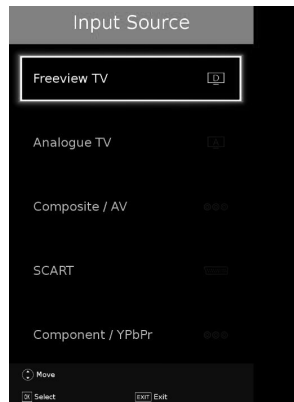 Input Source
Freeview TV D
Analogue TV A
Composite / AV
SCART
Component / YPbPr
Move
OK Select EXIT Exit